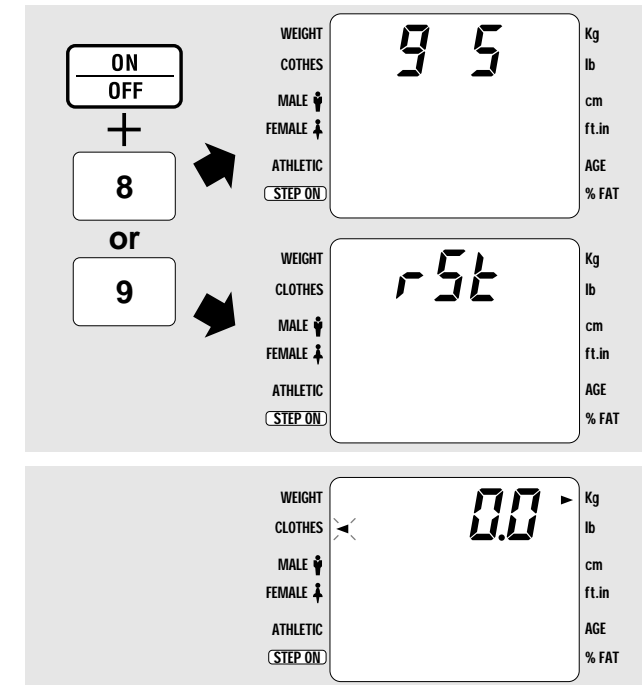 ON
OFF
+
8
or
9
WEIGHT 9 5 Kg
COTHES lb
MALE cm
FEMALE ft.in
ATHLETIC AGE
STEP ON % FAT
WEIGHT rSt Kg
CLOTHES lb
MALE cm
FEMALE ft.in
ATHLETIC AGE
STEP ON % FAT
WEIGHT 0.0 Kg
CLOTHES lb
MALE cm
FEMALE ft.in
ATHLETIC AGE
STEP ON % FAT